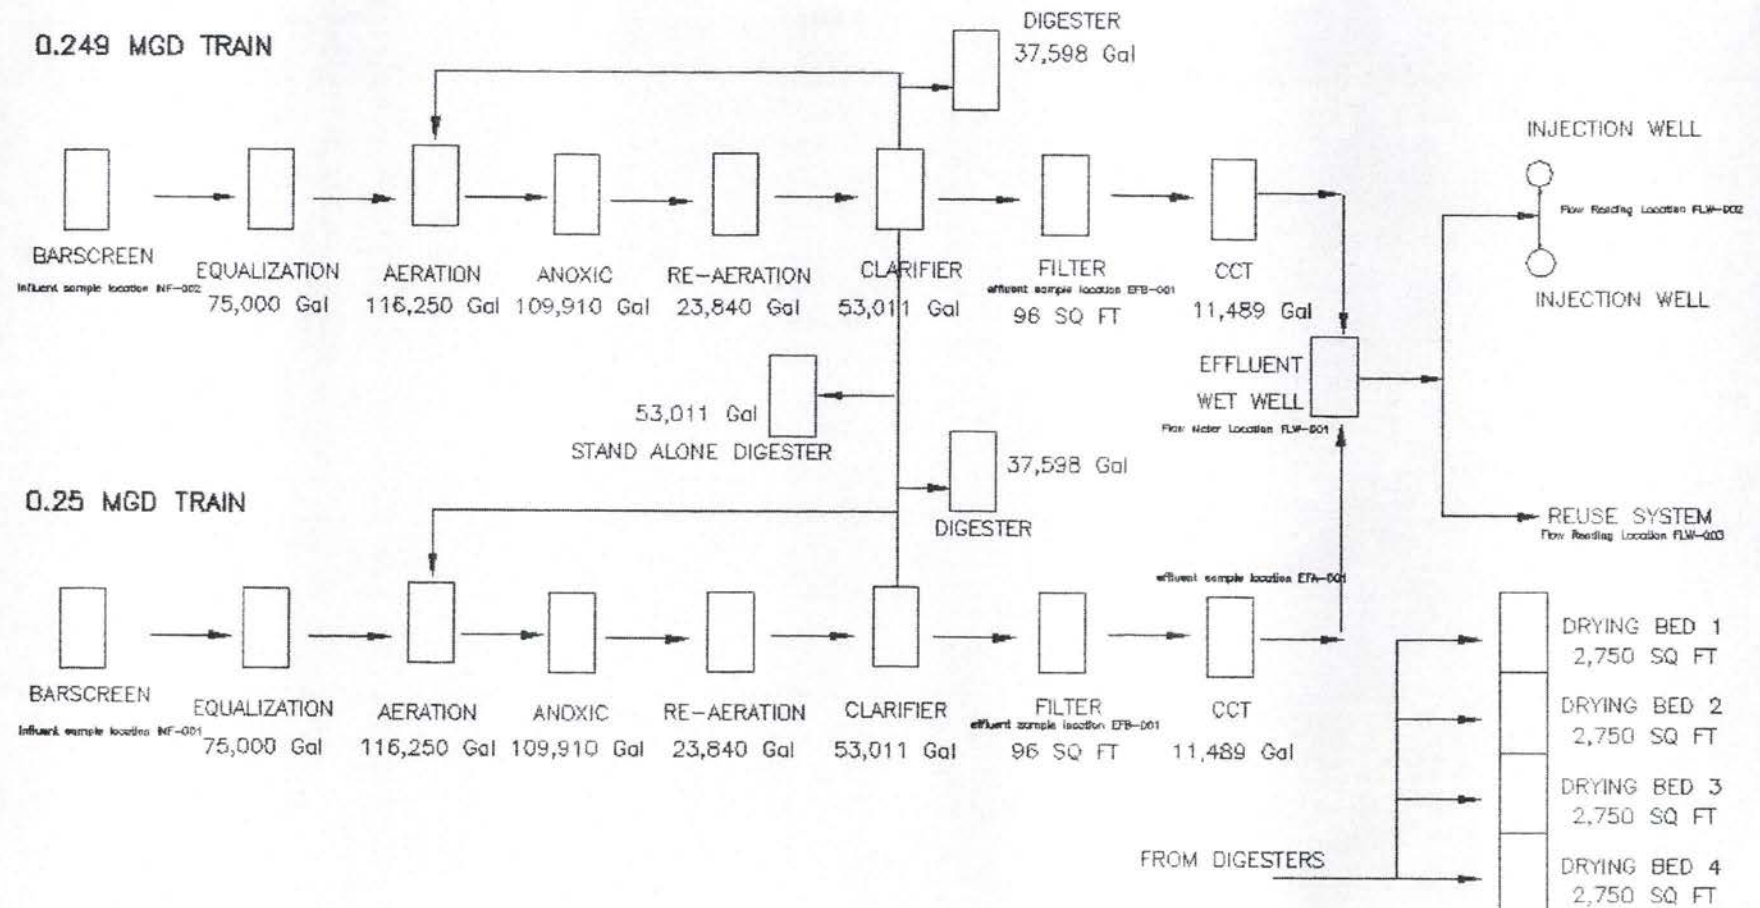 0.249 MGD TRAIN
DIGESTER
37,598 Gal
INJECTION WELL
Flow Reading Location FLW-002
INJECTION WELL
BARSCREEN
Influent sample location INF-002
EQUALIZATION
75,000 Gal
AERATION
116,250 Gal
ANOXIC
109,910 Gal
RE-AERATION
23,840 Gal
CLARIFIER
53,011 Gal
FILTER
effluent sample location EFB-001
96 SQ FT
CCT
11,489 Gal
EFFLUENT
WET WELL
Flow Meter Location FLW-001
53,011 Gal
STAND ALONE DIGESTER
37,598 Gal
DIGESTER
REUSE SYSTEM
Flow Reading Location FLW-003
0.25 MGD TRAIN
BARSCREEN
Influent sample location INF-001
EQUALIZATION
75,000 Gal
AERATION
116,250 Gal
ANOXIC
109,910 Gal
RE-AERATION
23,840 Gal
CLARIFIER
53,011 Gal
FILTER
effluent sample location EFB-001
96 SQ FT
effluent sample location EFA-001
CCT
11,489 Gal
DRYING BED 1
2,750 SQ FT
DRYING BED 2
2,750 SQ FT
DRYING BED 3
2,750 SQ FT
DRYING BED 4
2,750 SQ FT
FROM DIGESTERS